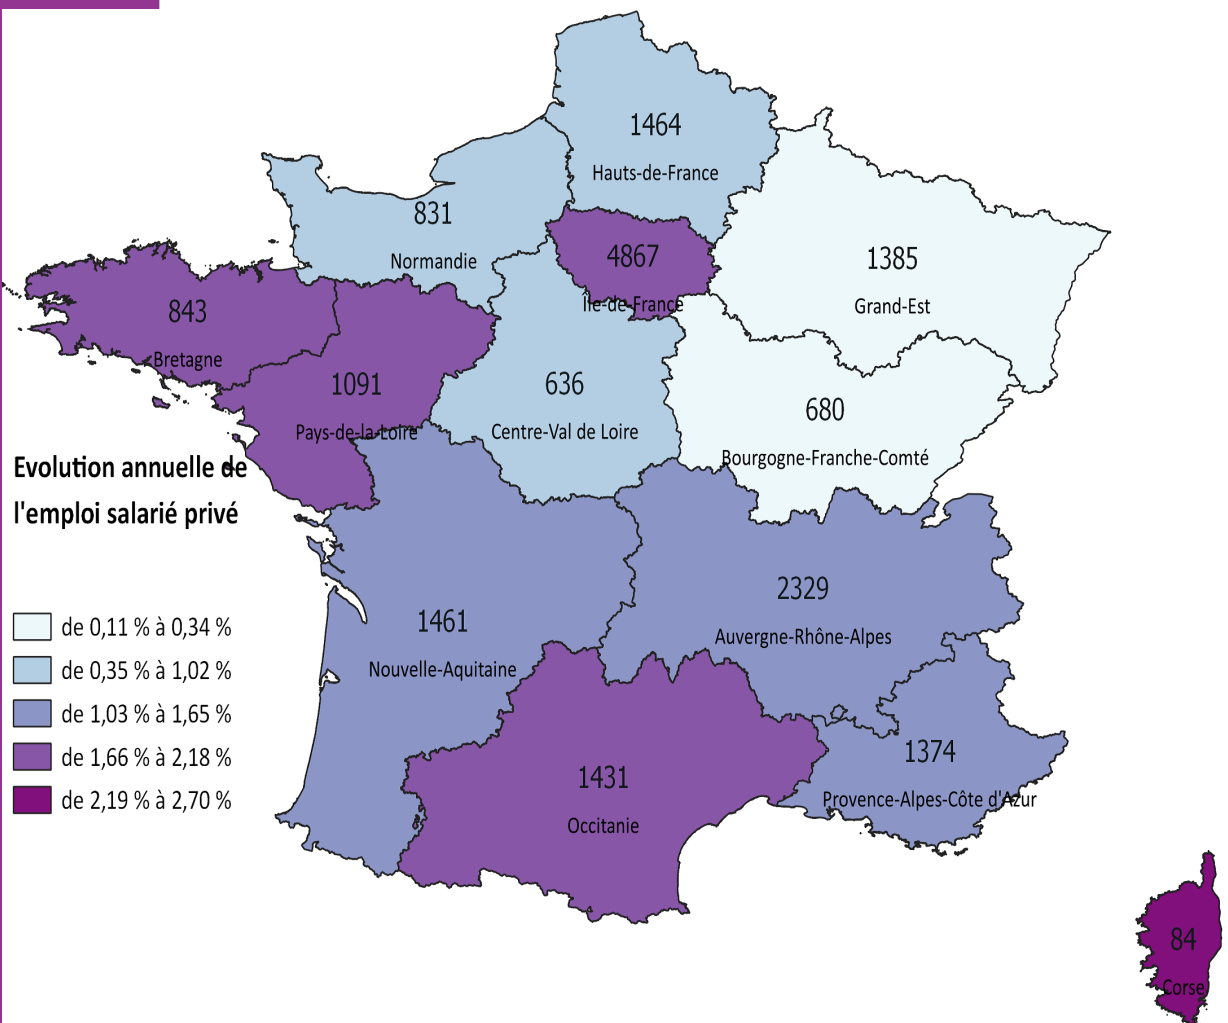 1464
Hauts-de-France
831
Normandie
4867
Île-de-France
1385
Grand-Est
843
Bretagne
1091
Pays-de-la-Loire
636
Centre-Val de Loire
680
Bourgogne-Franche-Comté
Evolution annuelle de
l'emploi salarié privé
de 0,11 % à 0,34 %
de 0,35 % à 1,02 %
de 1,03 % à 1,65 %
de 1,66 % à 2,18 %
de 2,19 % à 2,70 %
1461
Nouvelle-Aquitaine
2329
Auvergne-Rhône-Alpes
1431
Occitanie
1374
Provence-Alpes-Côte d'Azur
84
Corse